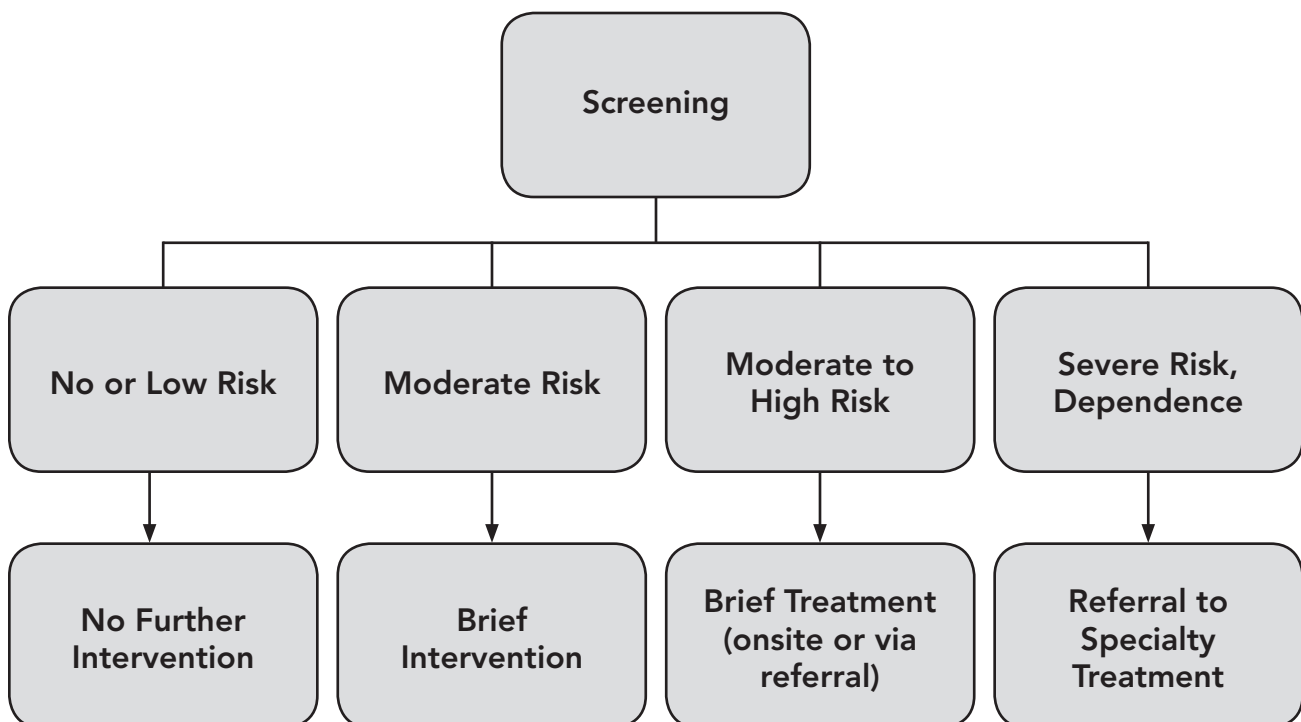 Screening
No or Low Risk
Moderate Risk
Moderate to
High Risk
Severe Risk,
Dependence
No Further
Intervention
Brief
Intervention
Brief Treatment
(onsite or via
referral)
Referral to
Specialty
Treatment